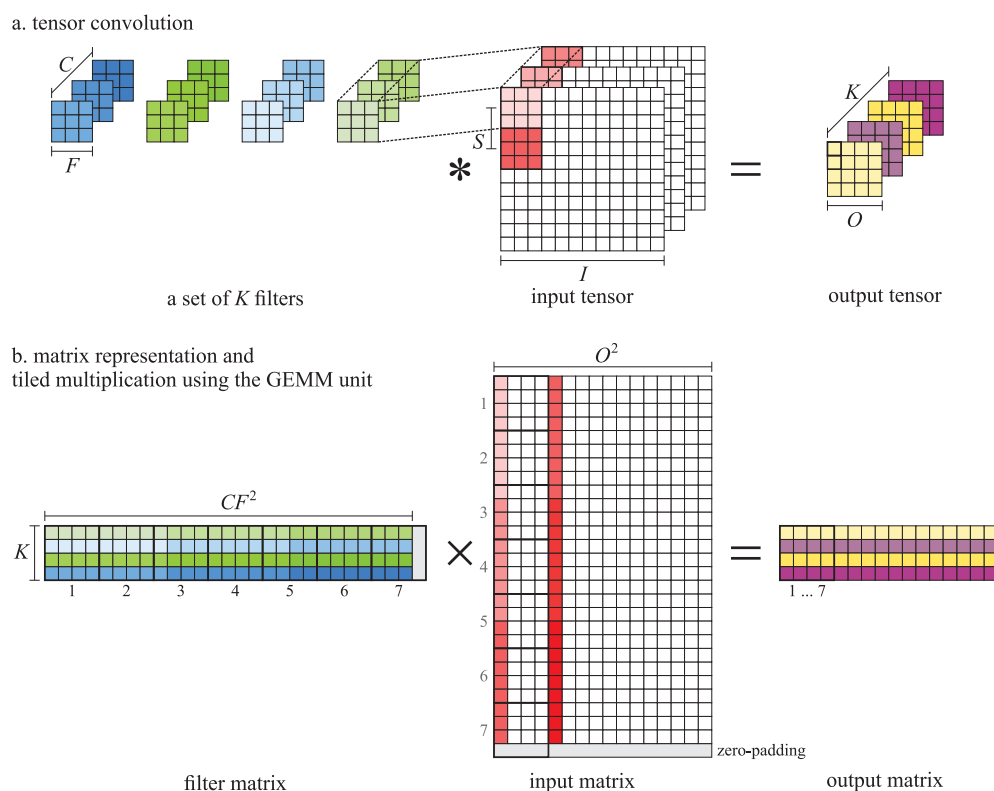 a. tensor convolution
C
F
S
*
=
K
O
I
a set of K filters
input tensor
output tensor
b. matrix representation and
tiled multiplication using the GEMM unit
O²
CF²
K
×
=
1 2 3 4 5 6 7
1
2
3
4
5
6
7
1 ... 7
zero-padding
filter matrix
input matrix
output matrix